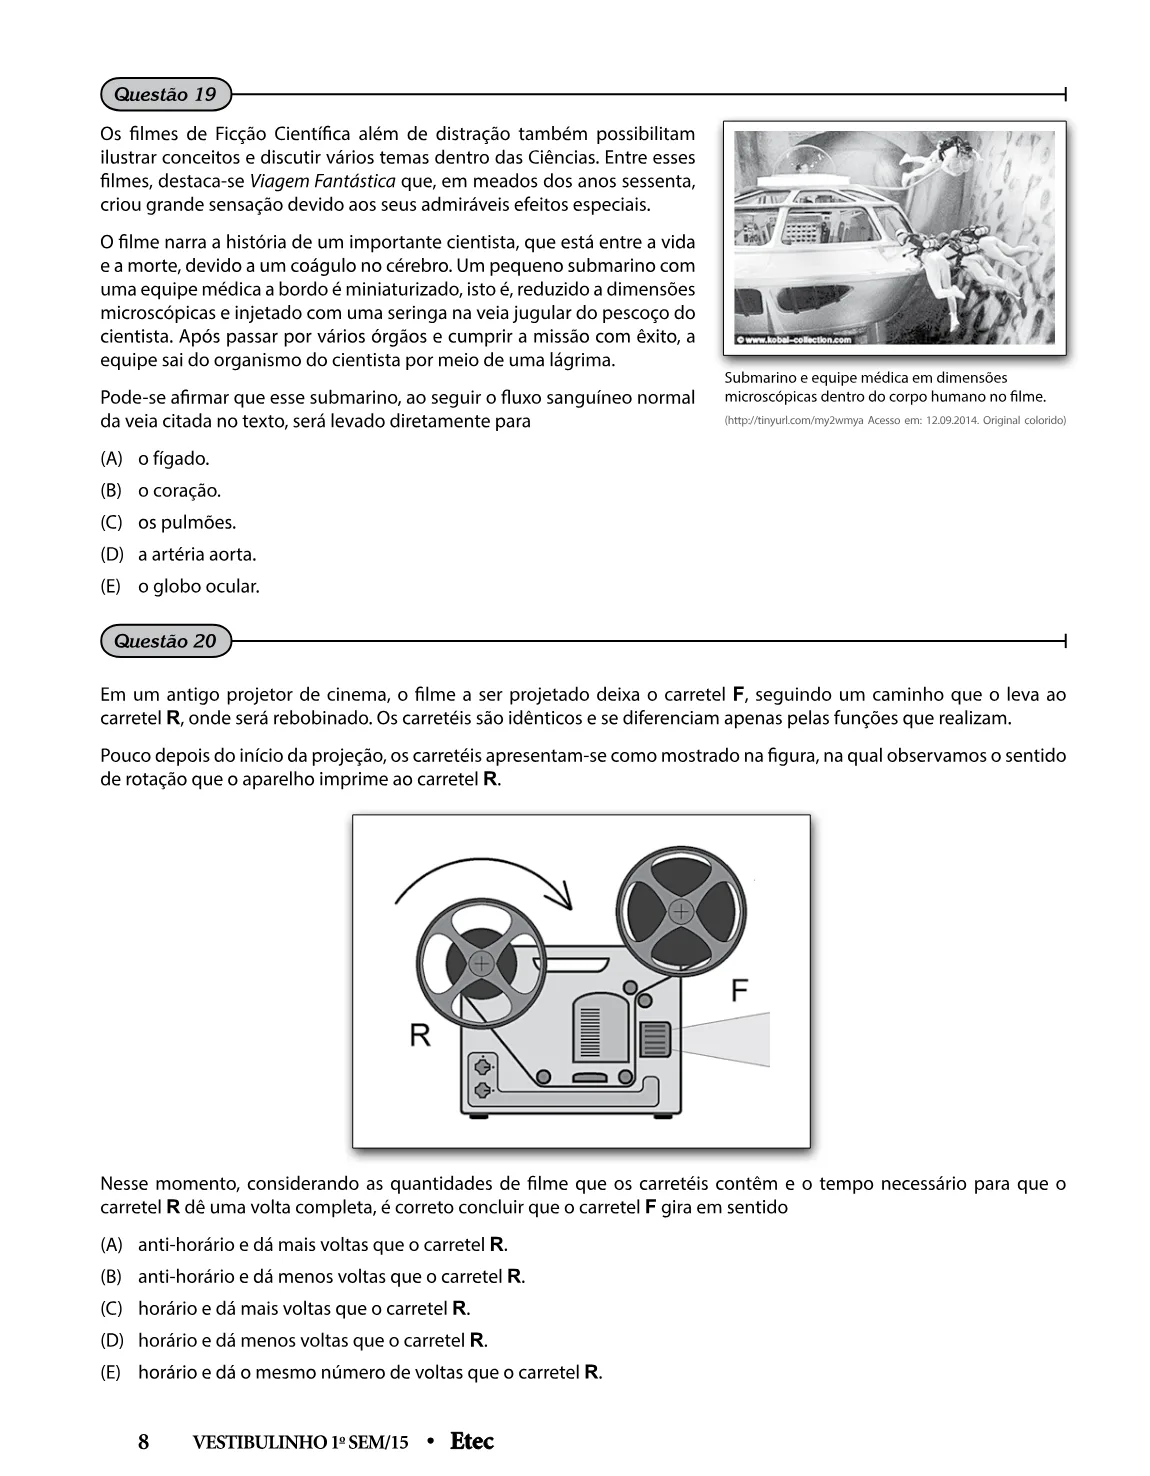 Questão 19
Os filmes de Ficção Científica além de distração também possibilitam
ilustrar conceitos e discutir vários temas dentro das Ciências. Entre esses
filmes, destaca-se Viagem Fantástica que, em meados dos anos sessenta,
criou grande sensação devido aos seus admiráveis efeitos especiais.
O filme narra a história de um importante cientista, que está entre a vida
e a morte, devido a um coágulo no cérebro. Um pequeno submarino com
uma equipe médica a bordo é miniaturizado, isto é, reduzido a dimensões
microscópicas e injetado com uma seringa na veia jugular do pescoço do
cientista. Após passar por vários órgãos e cumprir a missão com êxito, a
equipe sai do organismo do cientista por meio de uma lágrima.
Pode-se afirmar que esse submarino, ao seguir o fluxo sanguíneo normal
da veia citada no texto, será levado diretamente para
© www.kobal-collection.com
Submarino e equipe médica em dimensões
microscópicas dentro do corpo humano no filme.
(http://tinyurl.com/my2wmya Acesso em: 12.09.2014. Original colorido)
(A) o fígado.
(B) o coração.
(C) os pulmões.
(D) a artéria aorta.
(E) o globo ocular.
Questão 20
Em um antigo projetor de cinema, o filme a ser projetado deixa o carretel F, seguindo um caminho que o leva ao
carretel R, onde será rebobinado. Os carretéis são idênticos e se diferenciam apenas pelas funções que realizam.
Pouco depois do início da projeção, os carretéis apresentam-se como mostrado na figura, na qual observamos o sentido
de rotação que o aparelho imprime ao carretel R.
F
R
Nesse momento, considerando as quantidades de filme que os carretéis contêm e o tempo necessário para que o
carretel R dê uma volta completa, é correto concluir que o carretel F gira em sentido
(A) anti-horário e dá mais voltas que o carretel R.
(B) anti-horário e dá menos voltas que o carretel R.
(C) horário e dá mais voltas que o carretel R.
(D) horário e dá menos voltas que o carretel R.
(E) horário e dá o mesmo número de voltas que o carretel R.
8 VESTIBULINHO 1º SEM/15 • Etec